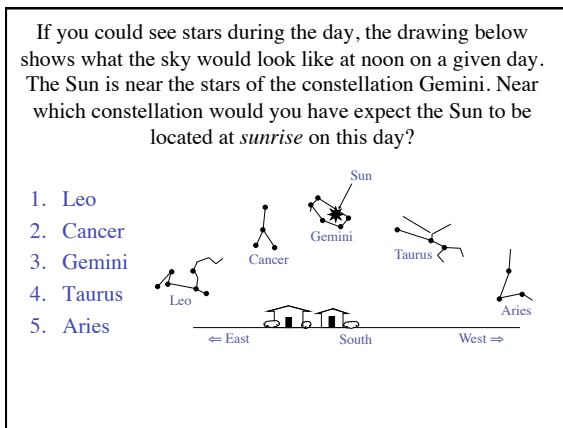 If you could see stars during the day, the drawing below
shows what the sky would look like at noon on a given day.
The Sun is near the stars of the constellation Gemini. Near
which constellation would you have expect the Sun to be
located at sunrise on this day?
1. Leo
2. Cancer
3. Gemini
4. Taurus
5. Aries
Sun
Gemini
Cancer
Taurus
Leo
Aries
⇐ East
South
West ⇒